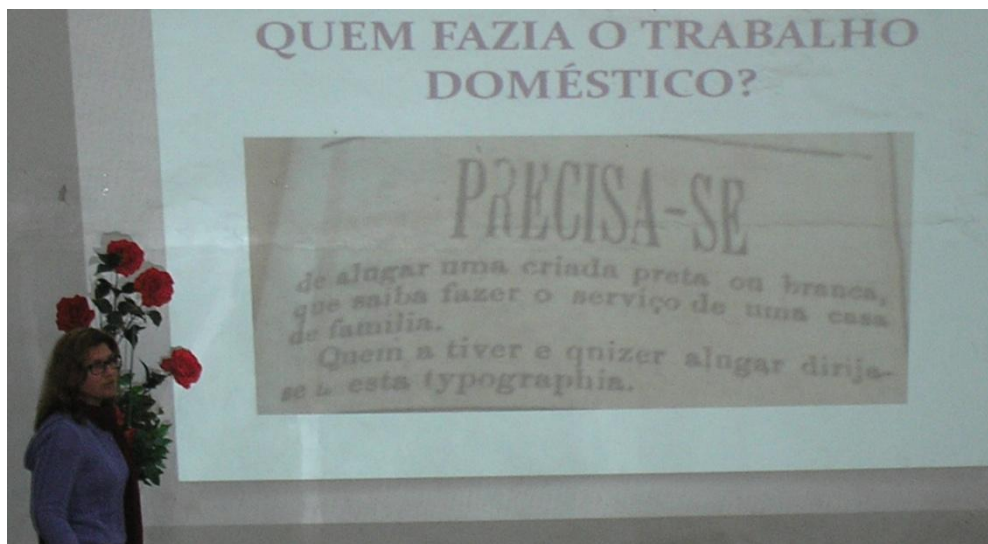 QUEM FAZIA O TRABALHO
DOMÉSTICO?
PRECISA-SE
de alugar uma criada preta ou branca,
que saiba fazer o serviço de uma casa
de familia.
Quem a tiver e quizer alugar dirija-
se a esta typographia.